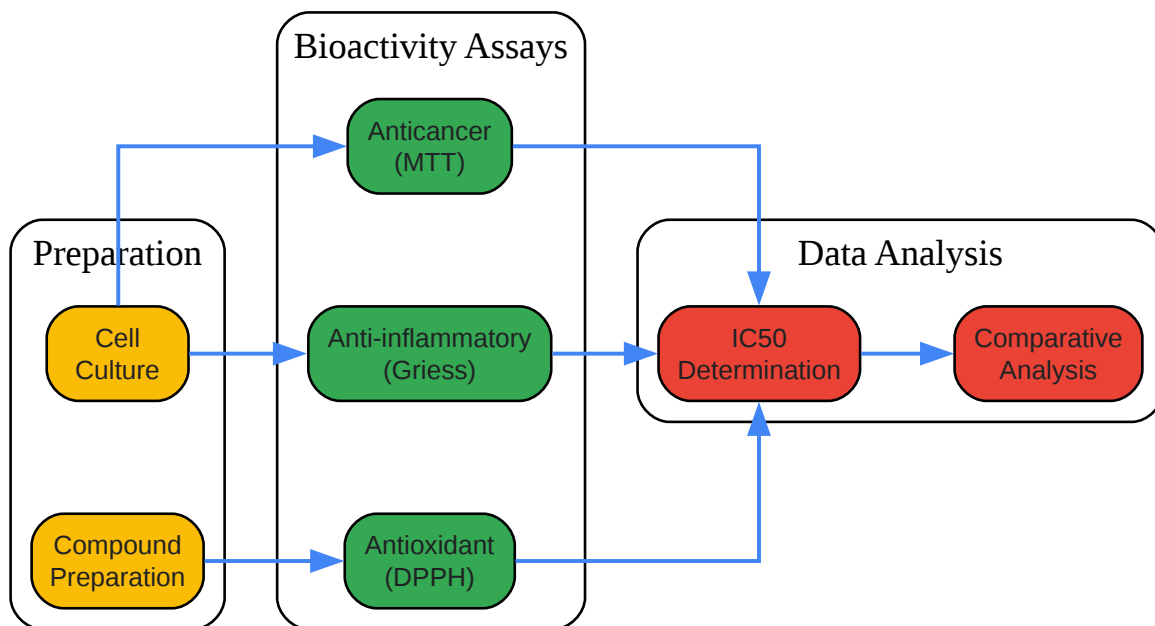 Bioactivity Assays
Anticancer
(MTT)
Preparation
Data Analysis
Cell
Culture
Anti-inflammatory
(Griess)
IC50
Determination
Comparative
Analysis
Compound
Preparation
Antioxidant
(DPPH)